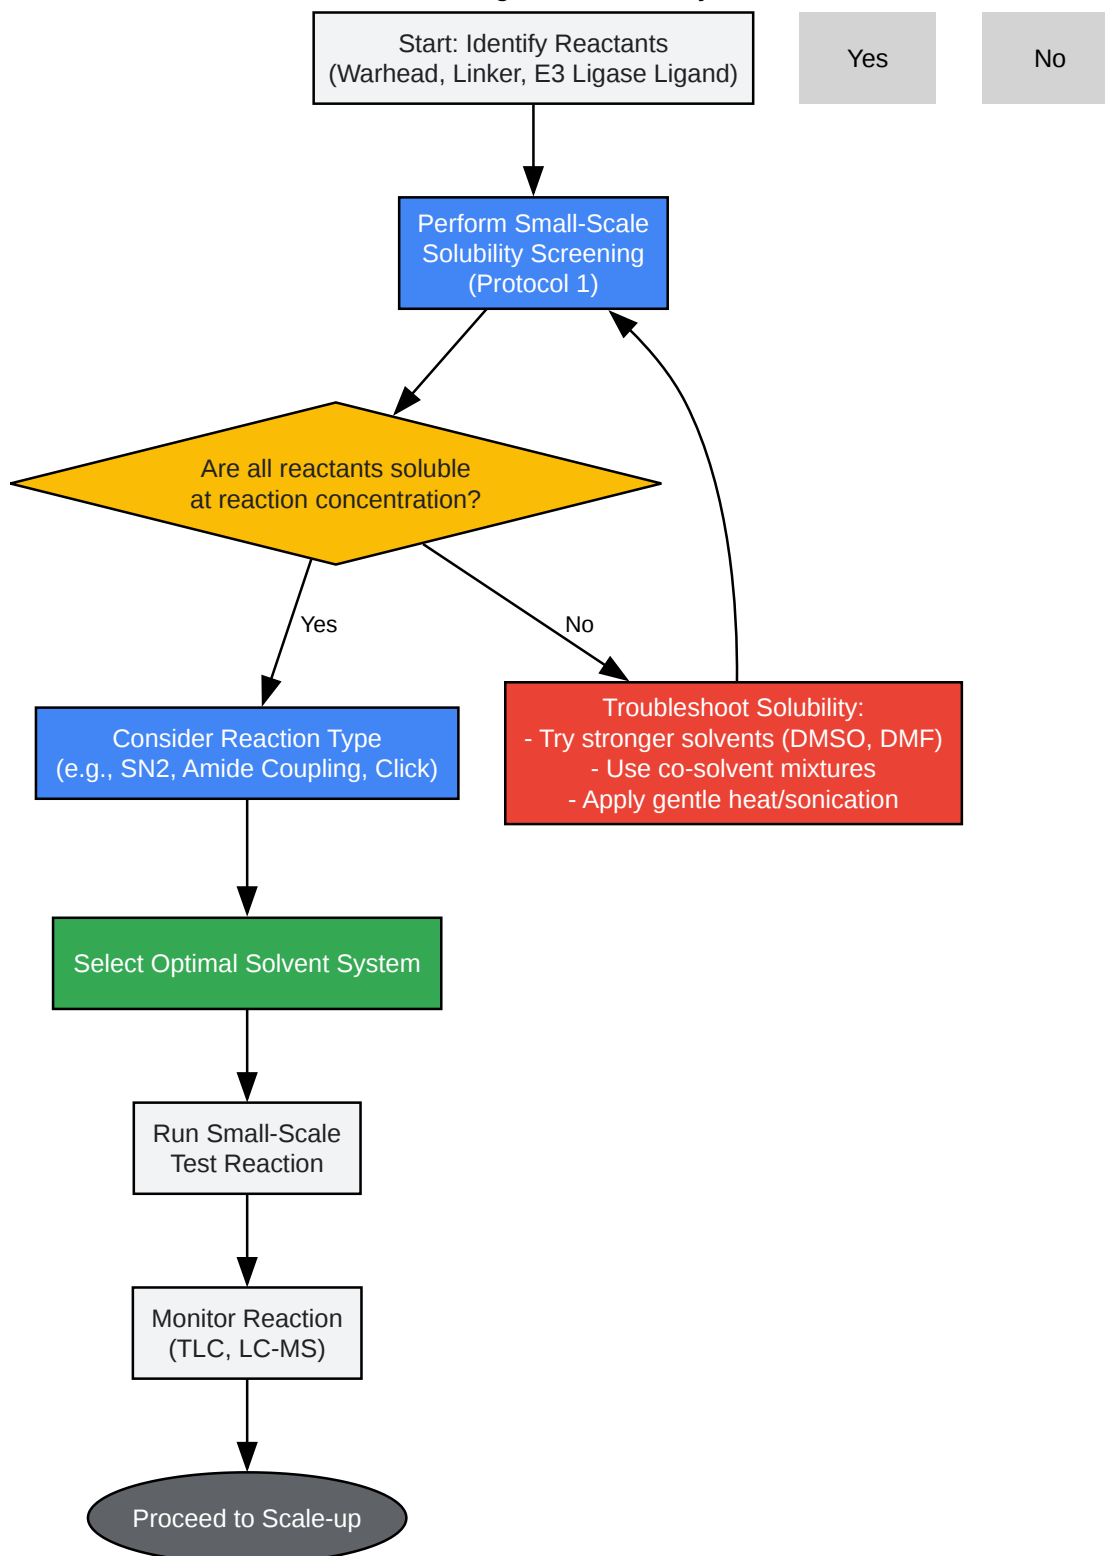 Start: Identify Reactants
(Warhead, Linker, E3 Ligase Ligand)
Yes
No
Perform Small-Scale
Solubility Screening
(Protocol 1)
Are all reactants soluble
at reaction concentration?
Yes
No
Consider Reaction Type
(e.g., SN2, Amide Coupling, Click)
Troubleshoot Solubility:
- Try stronger solvents (DMSO, DMF)
- Use co-solvent mixtures
- Apply gentle heat/sonication
Select Optimal Solvent System
Run Small-Scale
Test Reaction
Monitor Reaction
(TLC, LC-MS)
Proceed to Scale-up